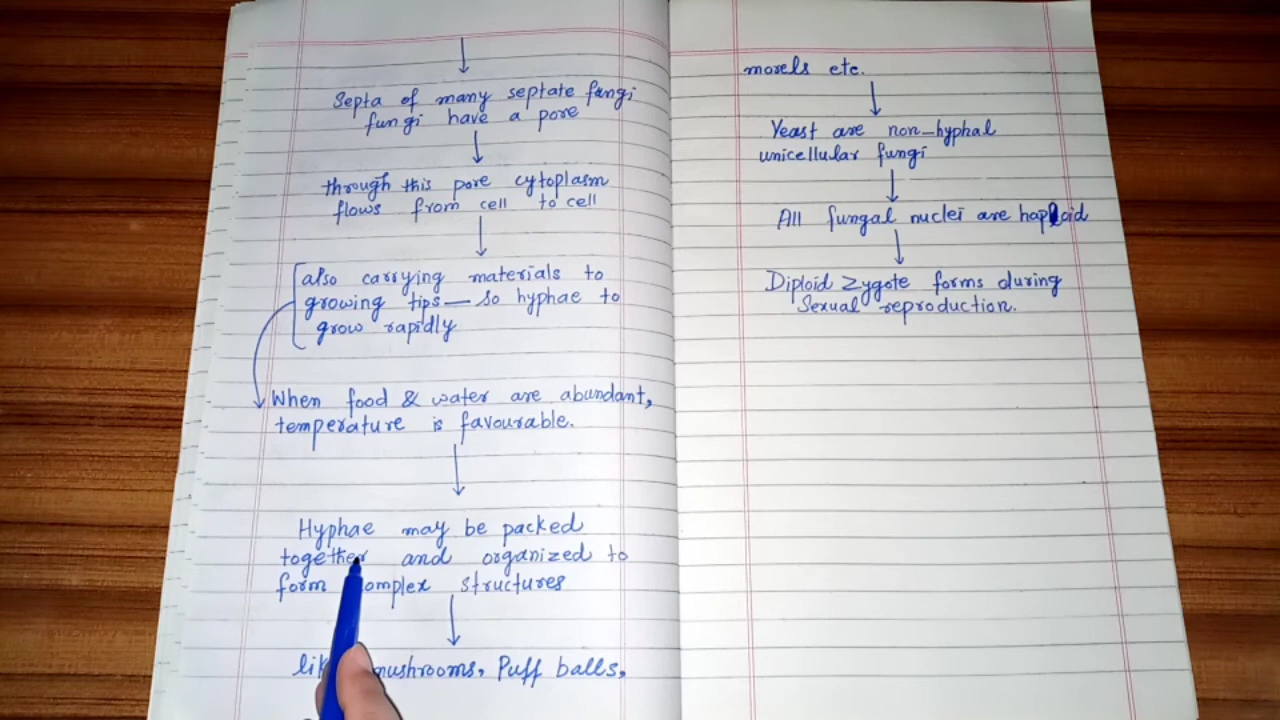 Septa of many septate fungi
fungi have a pore
through this pore cytoplasm
flows from cell to cell
also carrying materials to
growing tips — so hyphae to
grow rapidly
When food & water are abundant,
temperature is favourable.
Hyphae may be packed
together and organized to
form complex structures
like mushrooms, Puff balls,
morels etc.
Yeast are non-hyphal
unicellular fungi
All fungal nuclei are haploid
Diploid zygote forms during
Sexual reproduction.